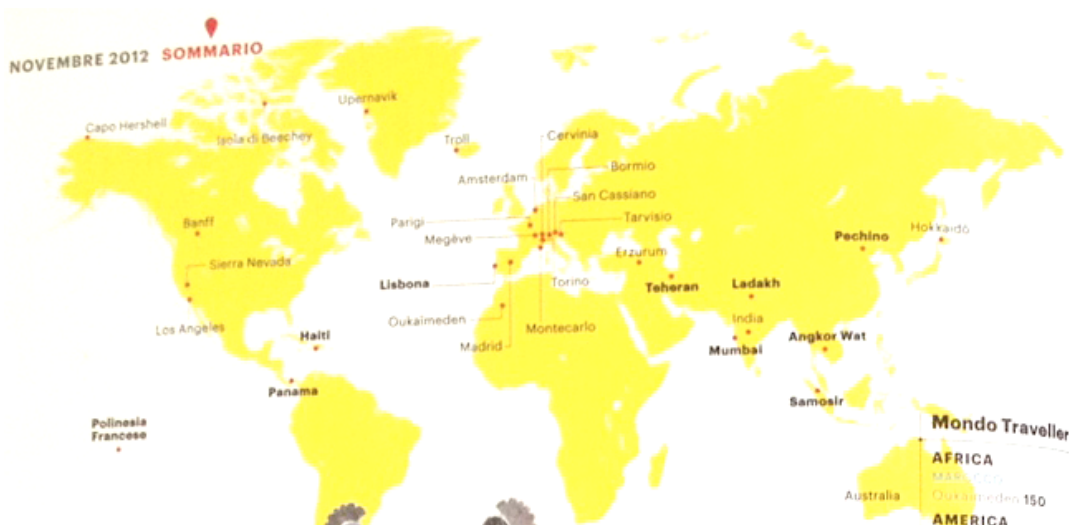 NOVEMBRE 2012 SOMMARIO
Upernavik
Capo Hershell
Isola di Beechey
Troll
Cervinia
Bormio
Amsterdam
San Cassiano
Parigi
Tarvisio
Banff
Megève
Erzurum
Pechino
Hokkaido
Sierra Nevada
Lisbona
Torino
Teheran
Ladakh
Los Angeles
Oukaimeden
Montecarlo
India
Haiti
Madrid
Mumbai
Angkor Wat
Panama
Samosir
Polinesia
Francese
Mondo Traveller
AFRICA
MAROCCO
Oukaimeden 150
Australia
AMERICA